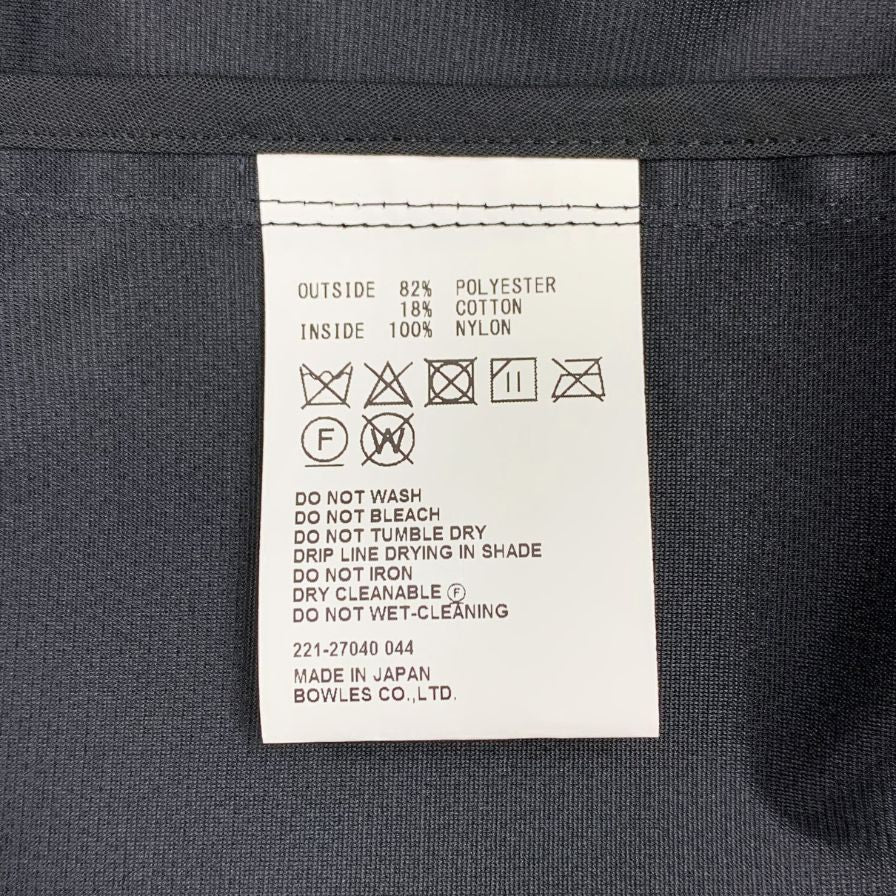 OUTSIDE 82% POLYESTER
18% COTTON
INSIDE 100% NYLON
F W
DO NOT WASH
DO NOT BLEACH
DO NOT TUMBLE DRY
DRIP LINE DRYING IN SHADE
DO NOT IRON
DRY CLEANABLE Ⓕ
DO NOT WET-CLEANING
221-27040 044
MADE IN JAPAN
BOWLES CO.,LTD.